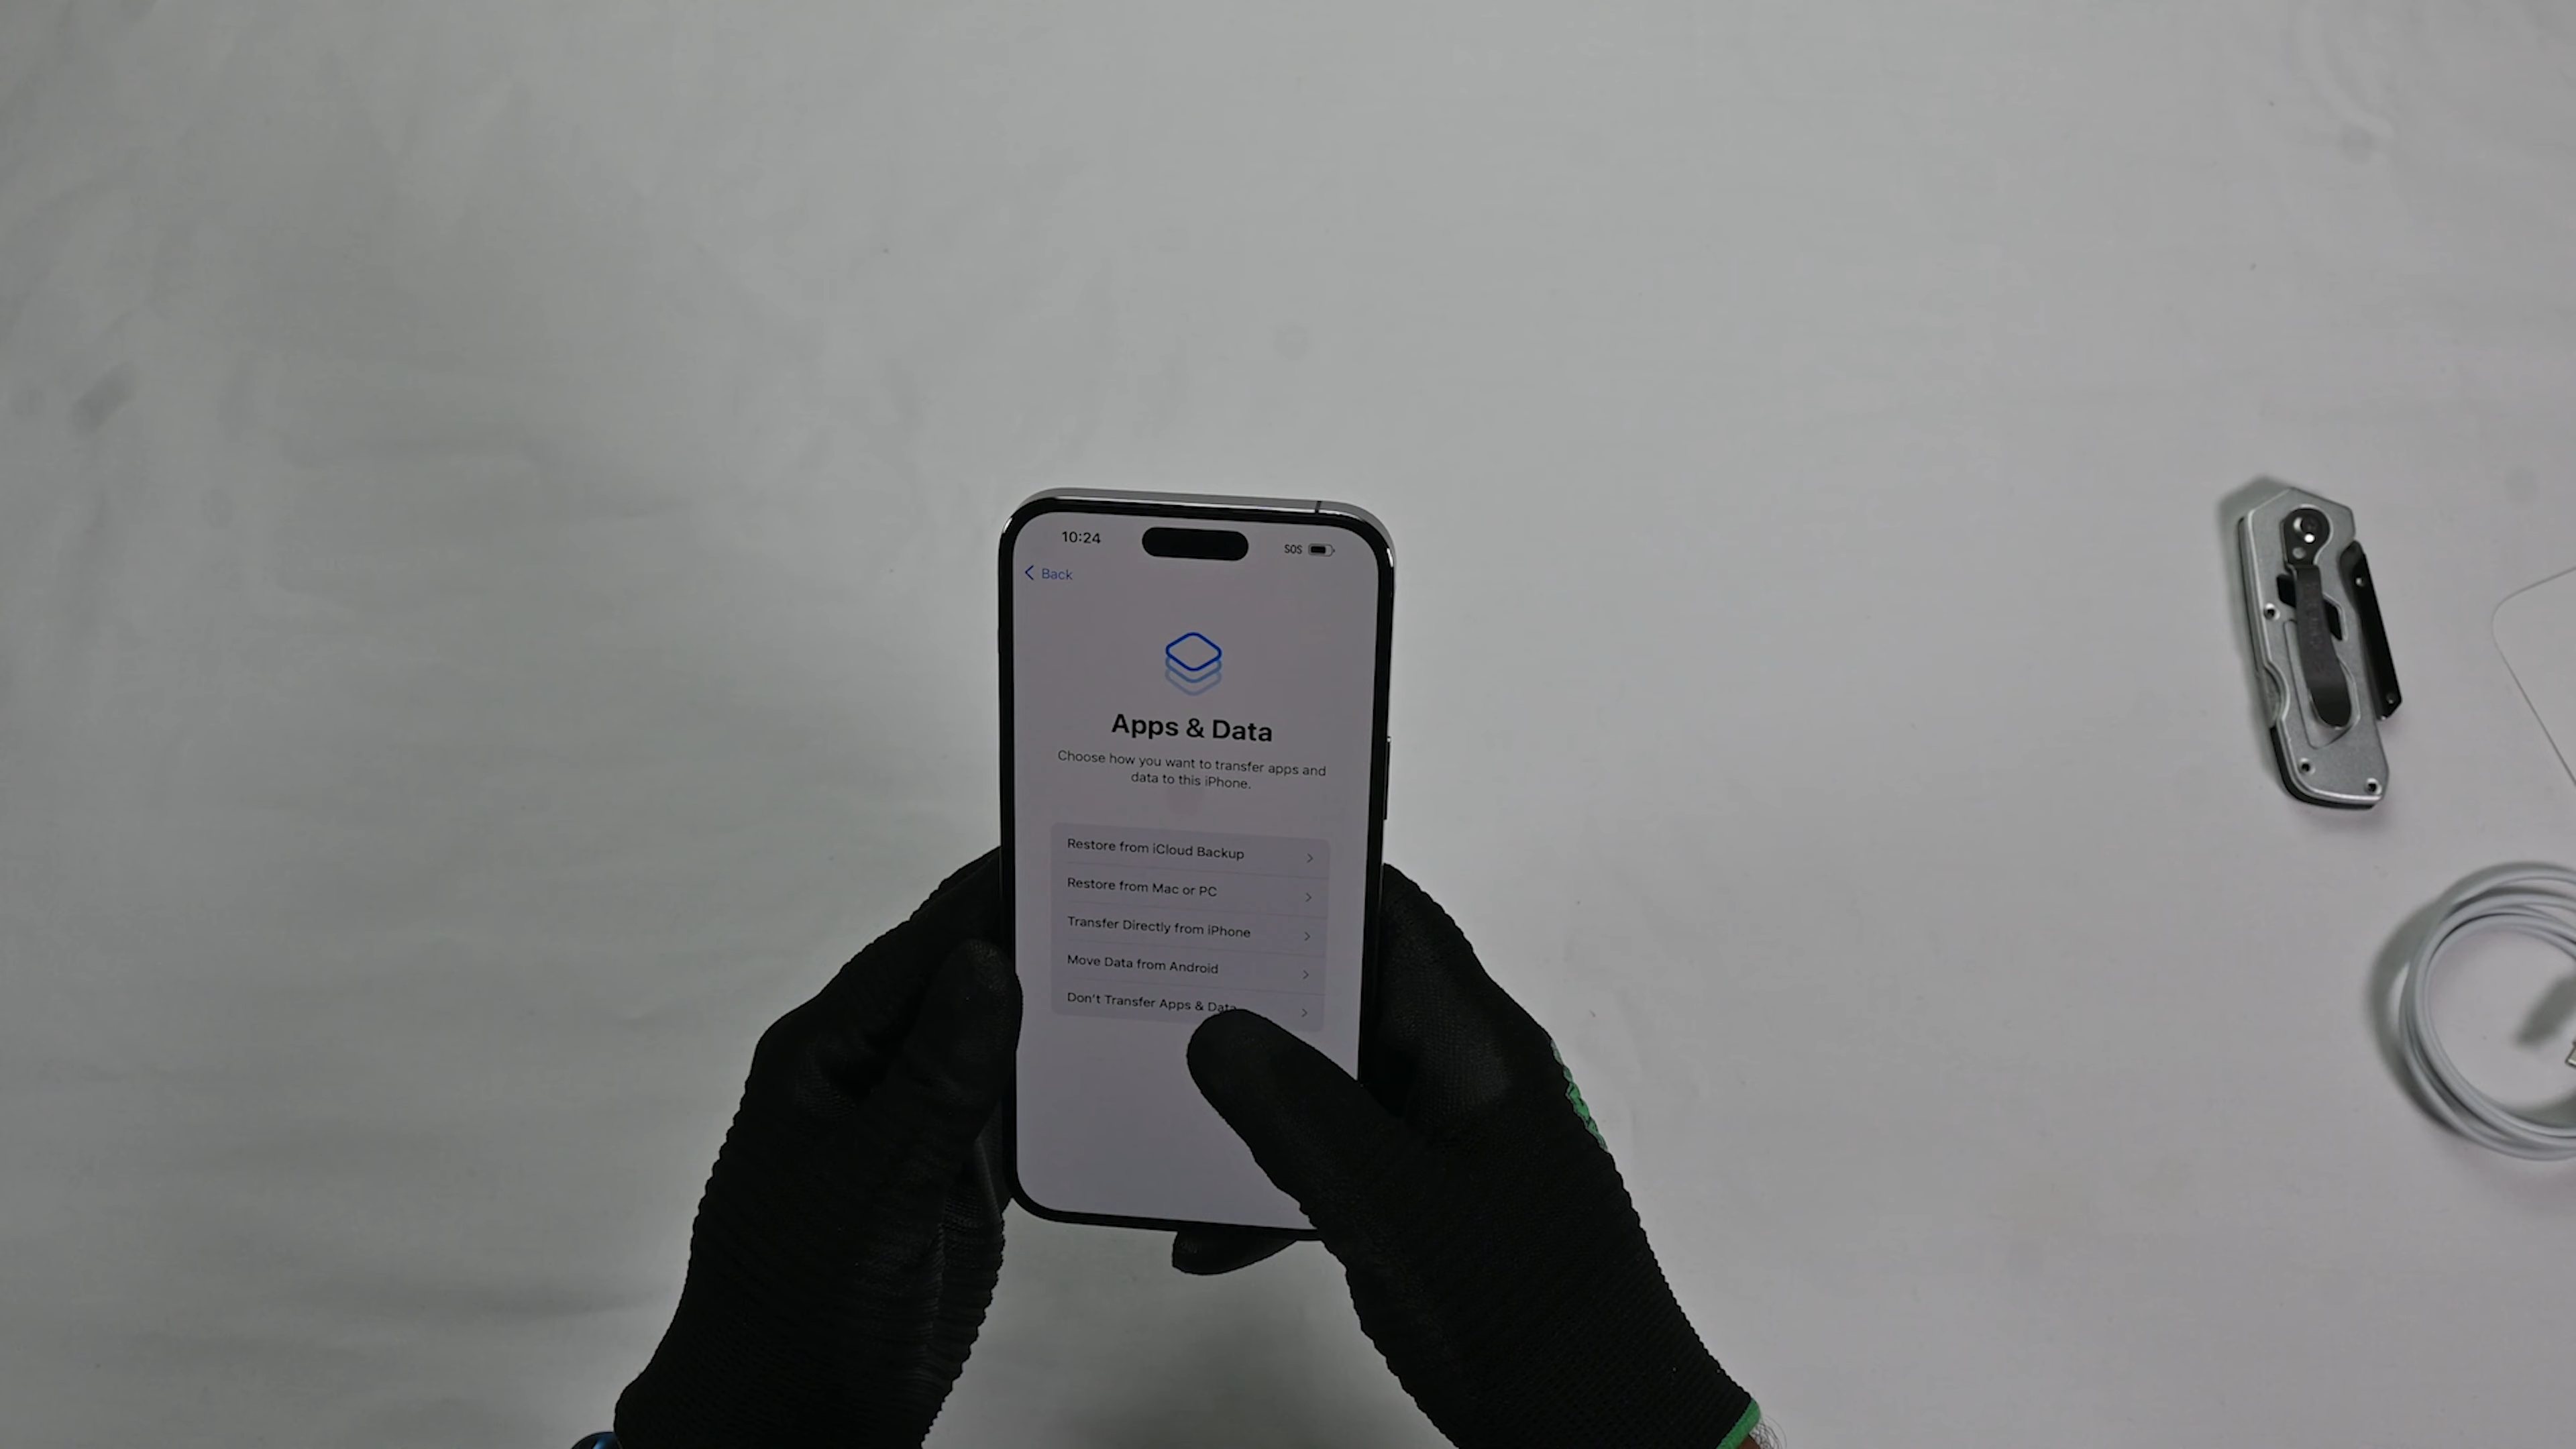 10:24
SOS
Back
Apps & Data
Choose how you want to transfer apps and
data to this iPhone.
Restore from iCloud Backup
Restore from Mac or PC
Transfer Directly from iPhone
Move Data from Android
Don't Transfer Apps & Data